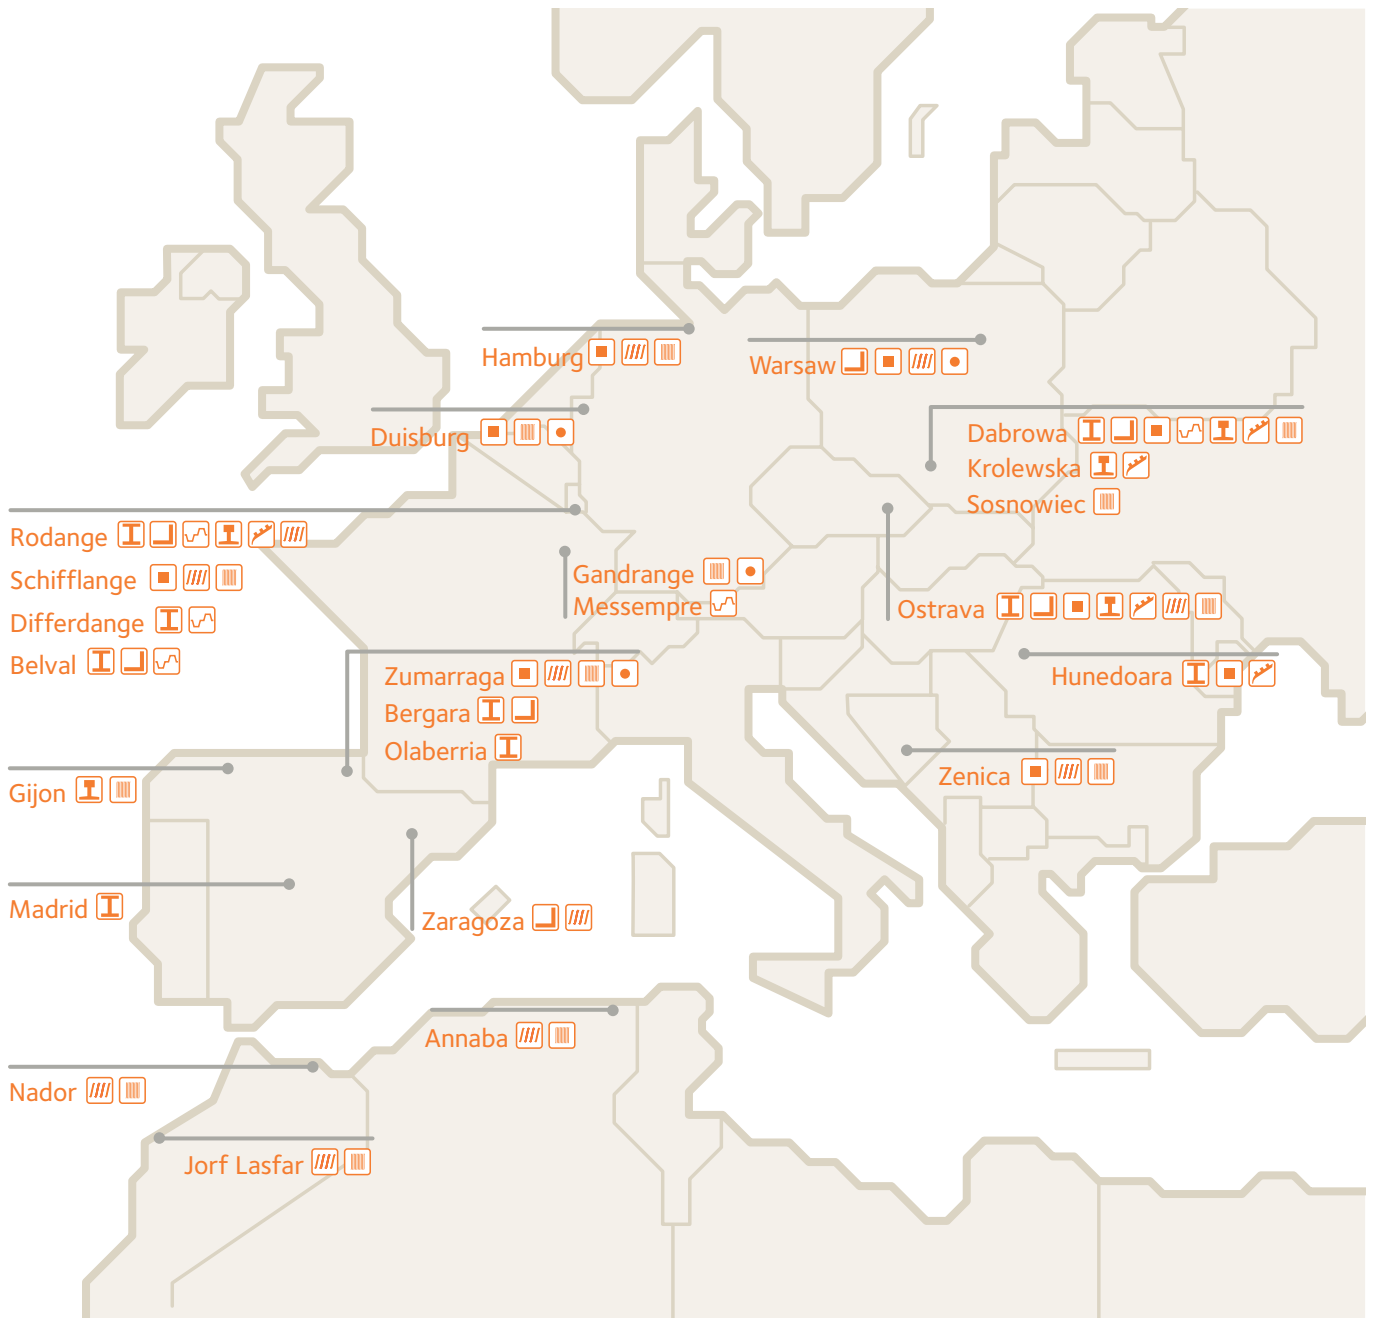 Hamburg
Warsaw
Duisburg
Dabrowa
Krolewska
Sosnowiec
Rodange
Schifflange
Differdange
Belval
Gandrange
Messempre
Ostrava
Zumarraga
Bergara
Olaberria
Hunedoara
Gijon
Zenica
Madrid
Zaragoza
Annaba
Nador
Jorf Lasfar